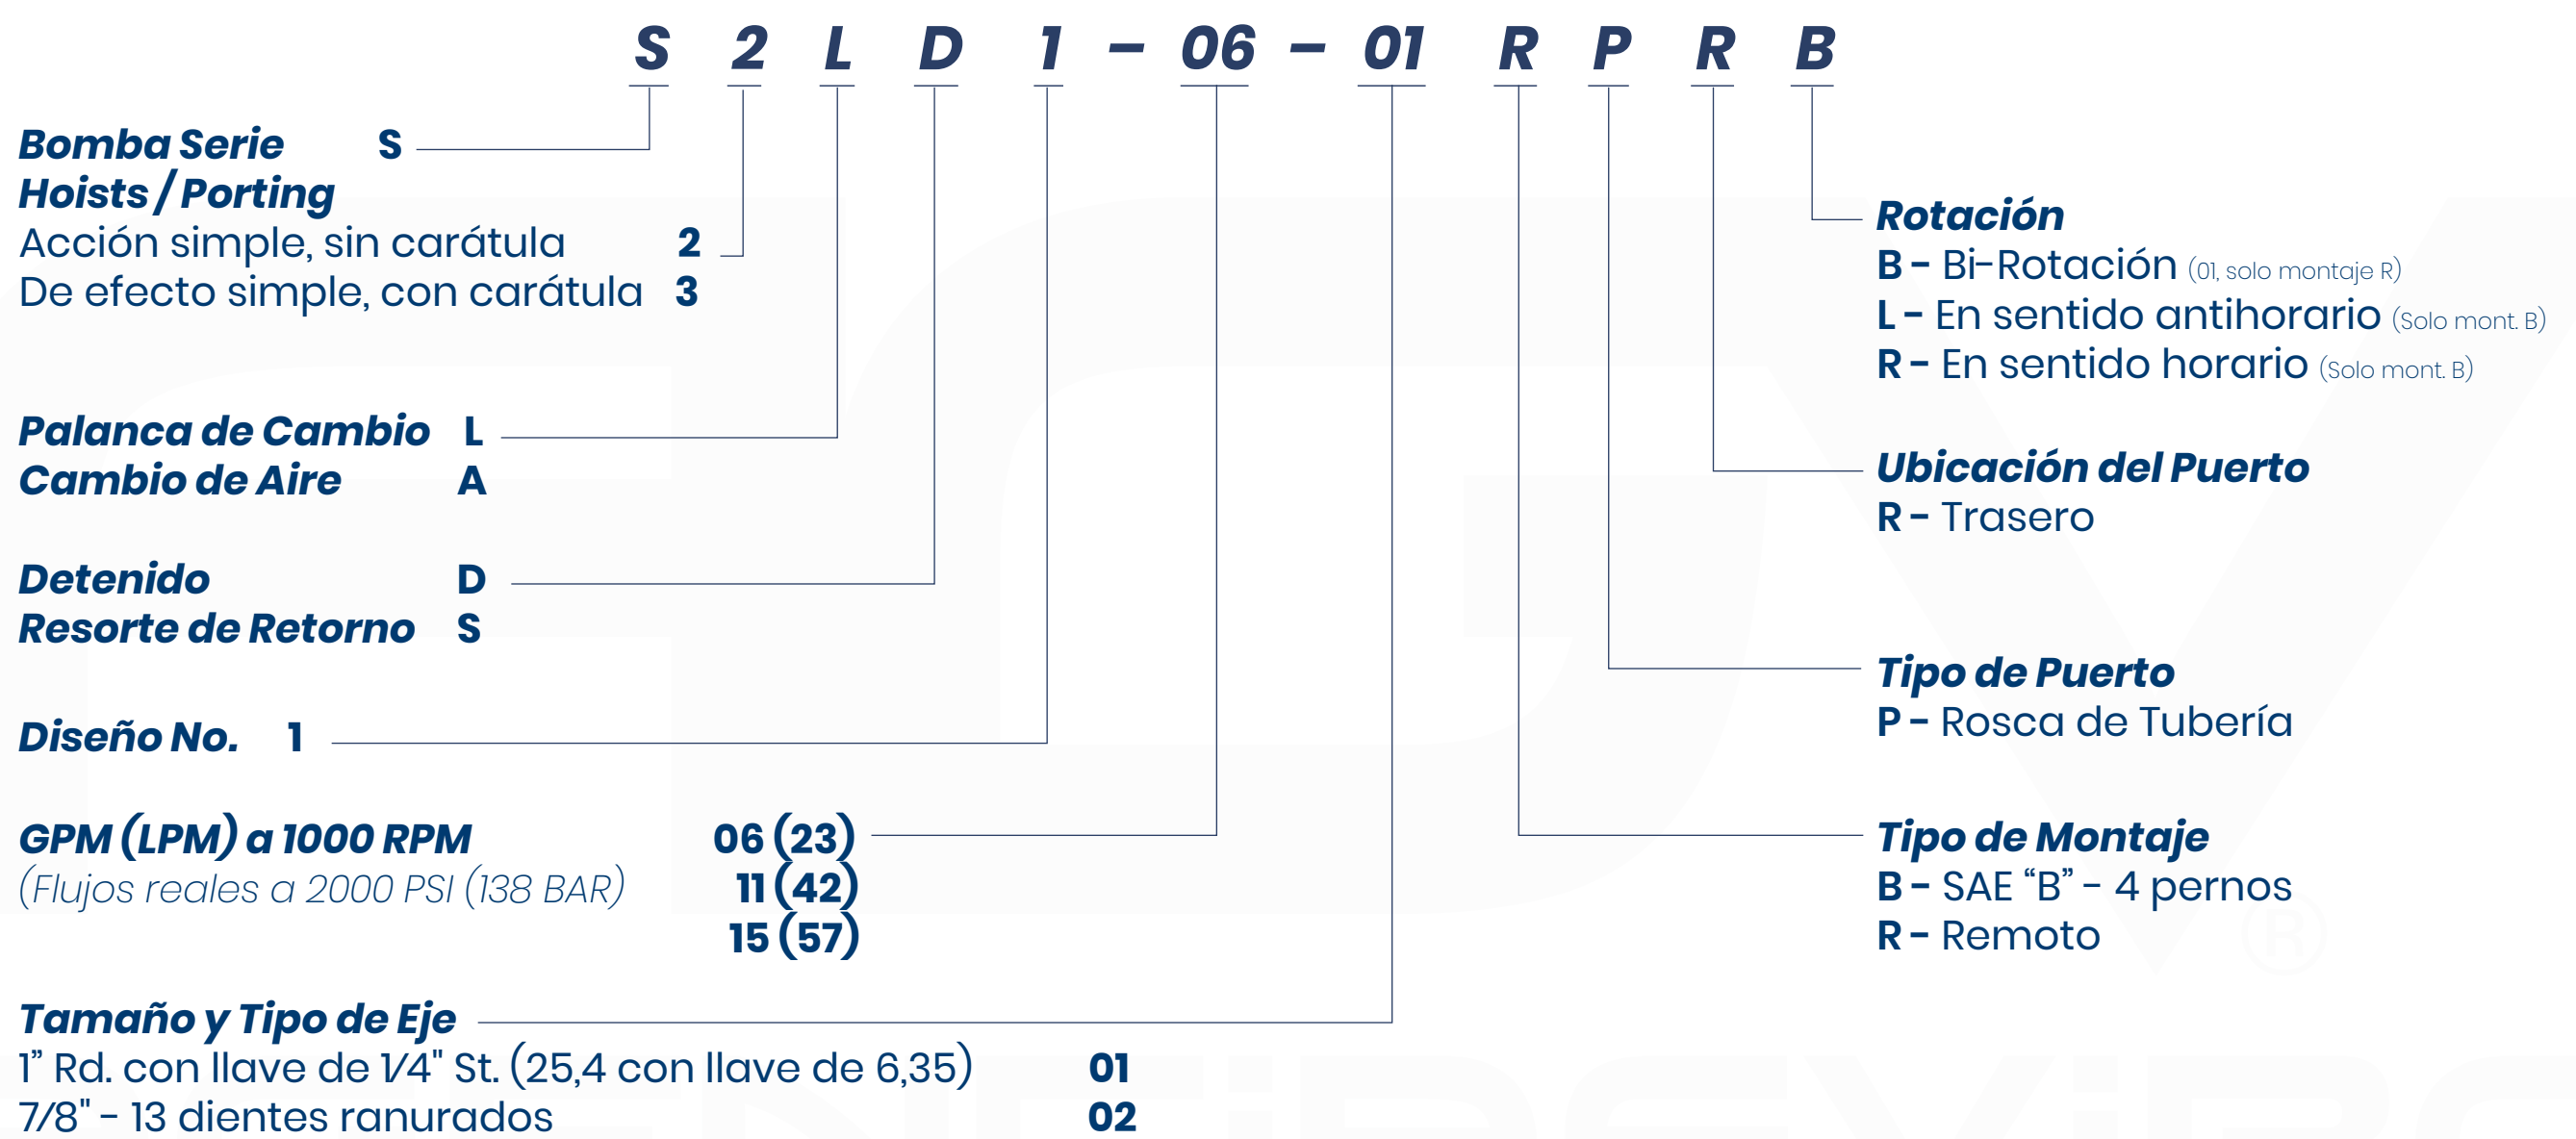 S 2 L D 1 – 06 – 01 R P R B
Bomba Serie S
Hoists / Porting
Acción simple, sin carátula 2
De efecto simple, con carátula 3
Palanca de Cambio L
Cambio de Aire A
Detenido D
Resorte de Retorno S
Diseño No. 1
GPM (LPM) a 1000 RPM 06 (23)
(Flujos reales a 2000 PSI (138 BAR) 11 (42)
15 (57)
Tamaño y Tipo de Eje
1” Rd. con llave de 1/4" St. (25,4 con llave de 6,35) 01
7/8" - 13 dientes ranurados 02
Rotación
B - Bi-Rotación (01, solo montaje R)
L - En sentido antihorario (Solo mont. B)
R - En sentido horario (Solo mont. B)
Ubicación del Puerto
R - Trasero
Tipo de Puerto
P - Rosca de Tubería
Tipo de Montaje
B - SAE “B” - 4 pernos
R - Remoto
®